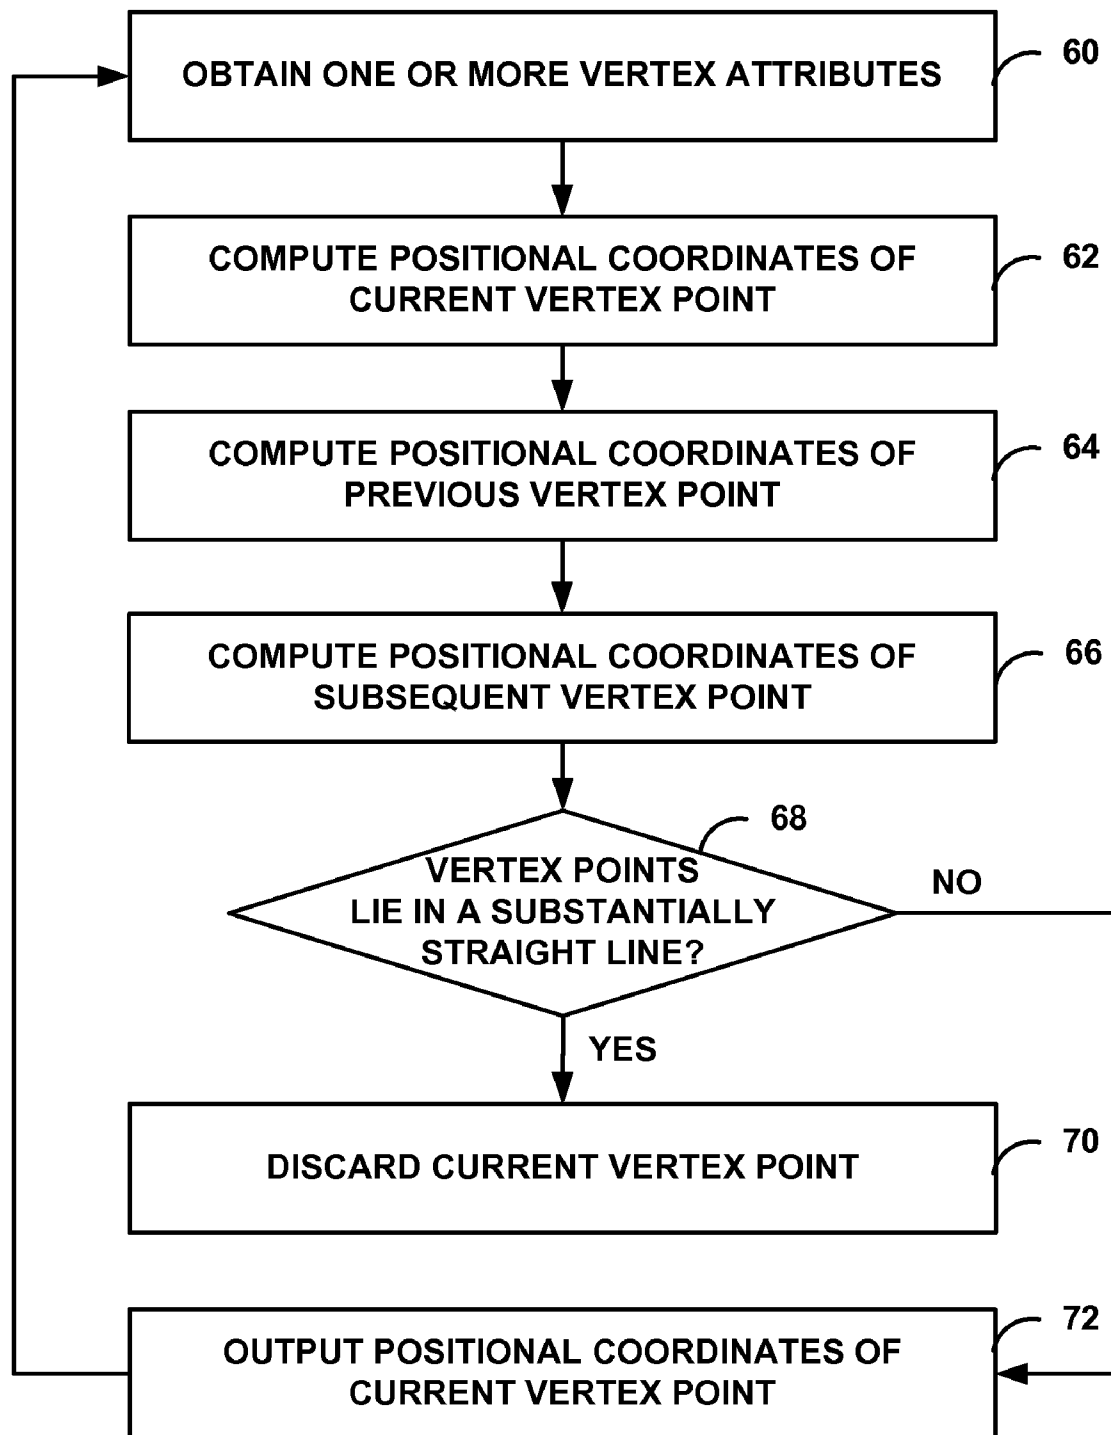 OBTAIN ONE OR MORE VERTEX ATTRIBUTES
60
COMPUTE POSITIONAL COORDINATES OF
CURRENT VERTEX POINT
62
COMPUTE POSITIONAL COORDINATES OF
PREVIOUS VERTEX POINT
64
COMPUTE POSITIONAL COORDINATES OF
SUBSEQUENT VERTEX POINT
66
68
VERTEX POINTS
LIE IN A SUBSTANTIALLY
STRAIGHT LINE?
NO
YES
DISCARD CURRENT VERTEX POINT
70
OUTPUT POSITIONAL COORDINATES OF
CURRENT VERTEX POINT
72